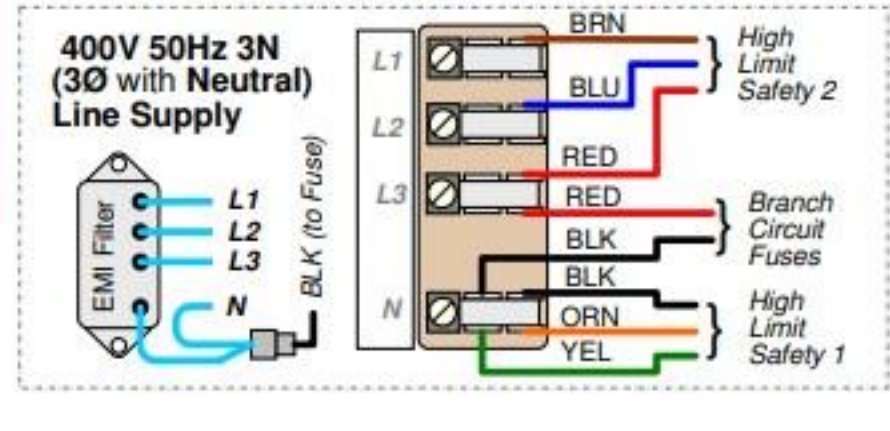 400V 50Hz 3N
(3Ø with Neutral)
Line Supply
EMI Filter
L1
L2
L3
N
BLK (to Fuse)
L1
L2
L3
N
BRN
BLU
RED
RED
BLK
BLK
ORN
YEL
High
Limit
Safety 2
Branch
Circuit
Fuses
High
Limit
Safety 1